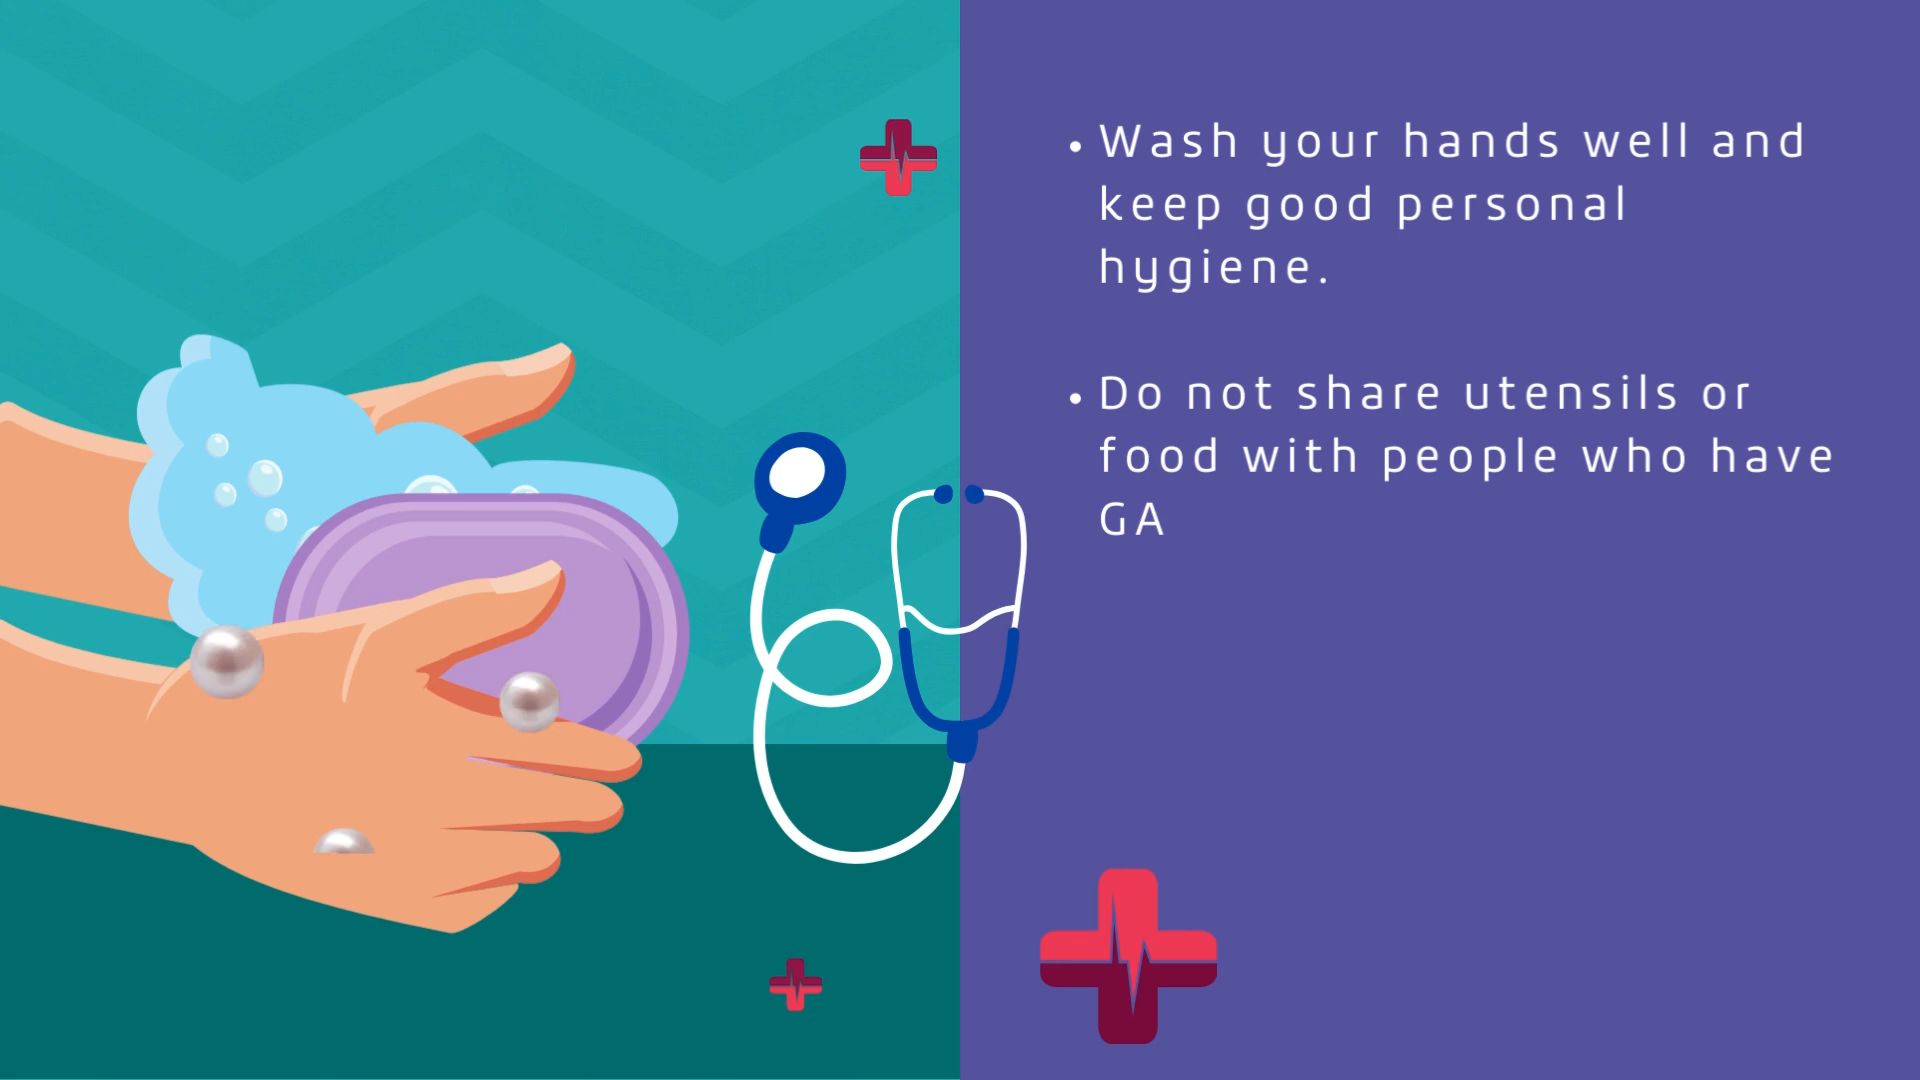 • Wash your hands well and
keep good personal
hygiene.
• Do not share utensils or
food with people who have
GA